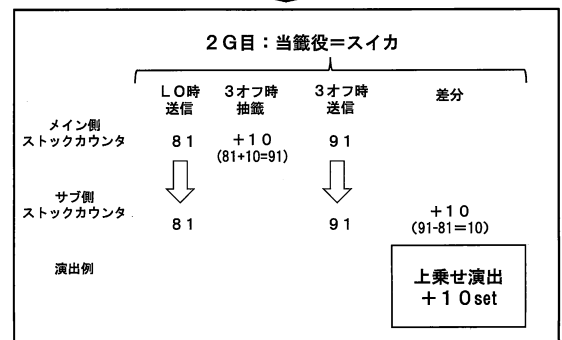 2G目：当籤役＝スイカ
LO時 3オフ時 3オフ時 差分
送信 抽籤 送信
メイン側
ストックカウンタ 81 +10 91
(81+10=91)
サブ側
ストックカウンタ 81 91 +10
(91-81=10)
演出例
上乗せ演出
+10set